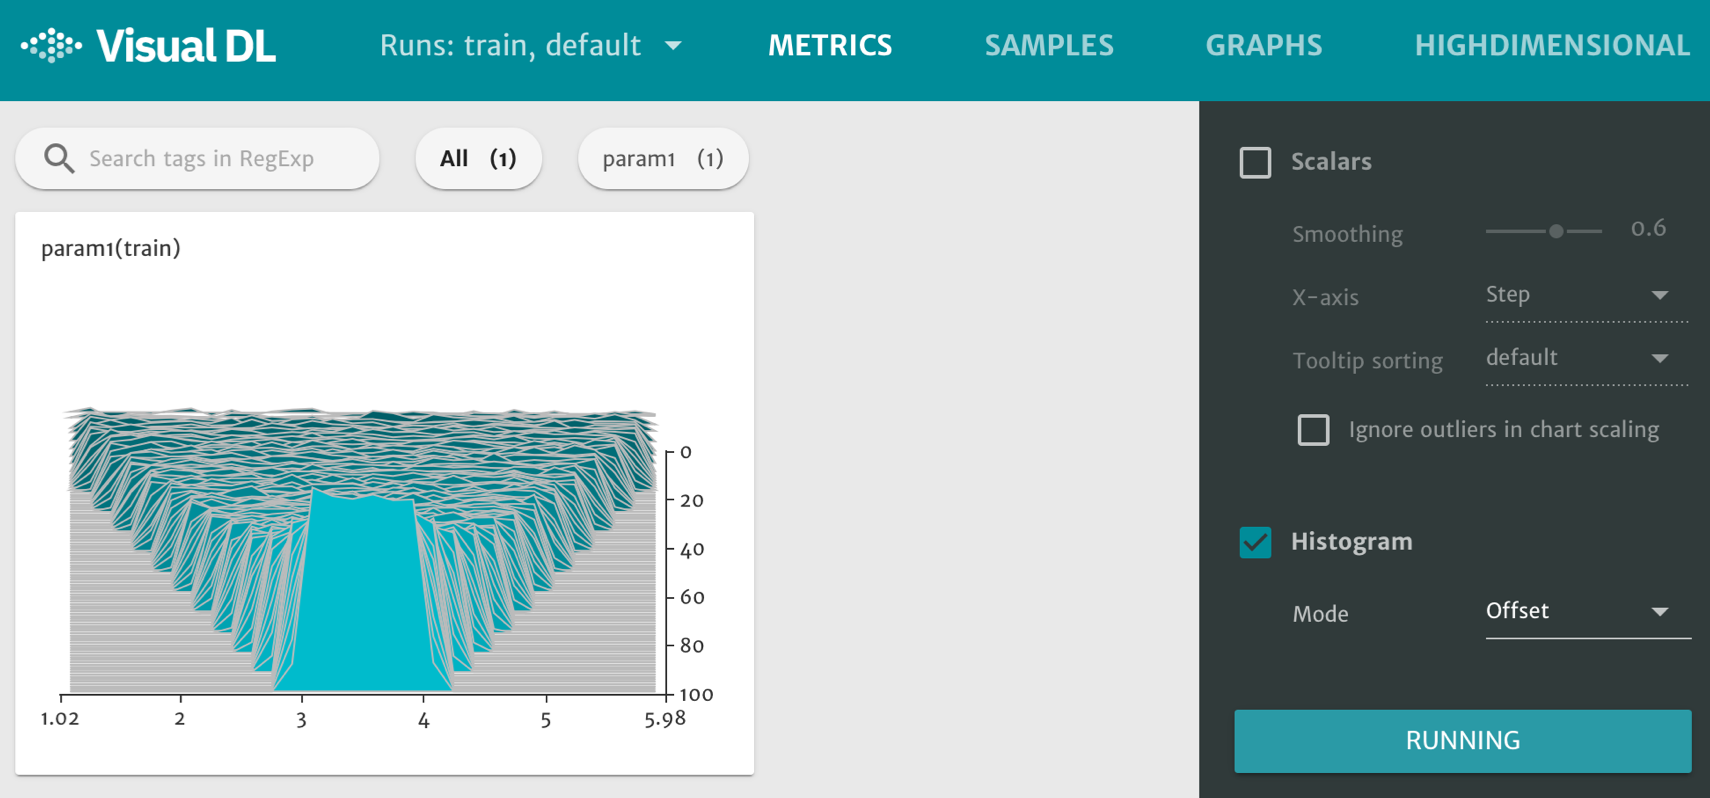 Visual DL
Runs: train, default
METRICS
SAMPLES
GRAPHS
HIGHDIMENSIONAL
Search tags in RegExp
All (1)
param1 (1)
param1(train)
0
20
40
60
80
100
1.02 2 3 4 5 5.98
Scalars
Smoothing 0.6
X-axis Step
Tooltip sorting default
Ignore outliers in chart scaling
Histogram
Mode Offset
RUNNING